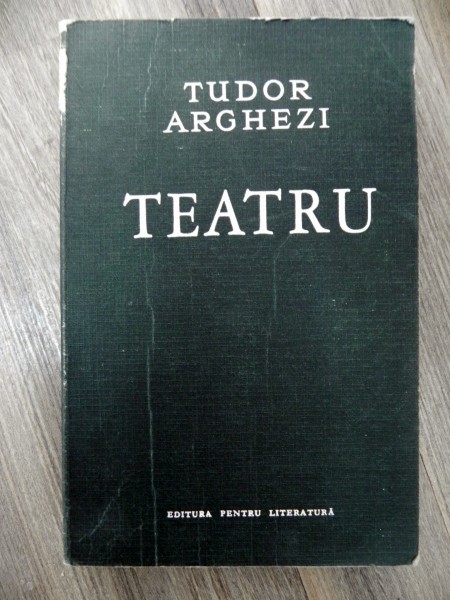 TUDOR
ARGHEZI
TEATRU
EDITURA PENTRU LITERATURĂ